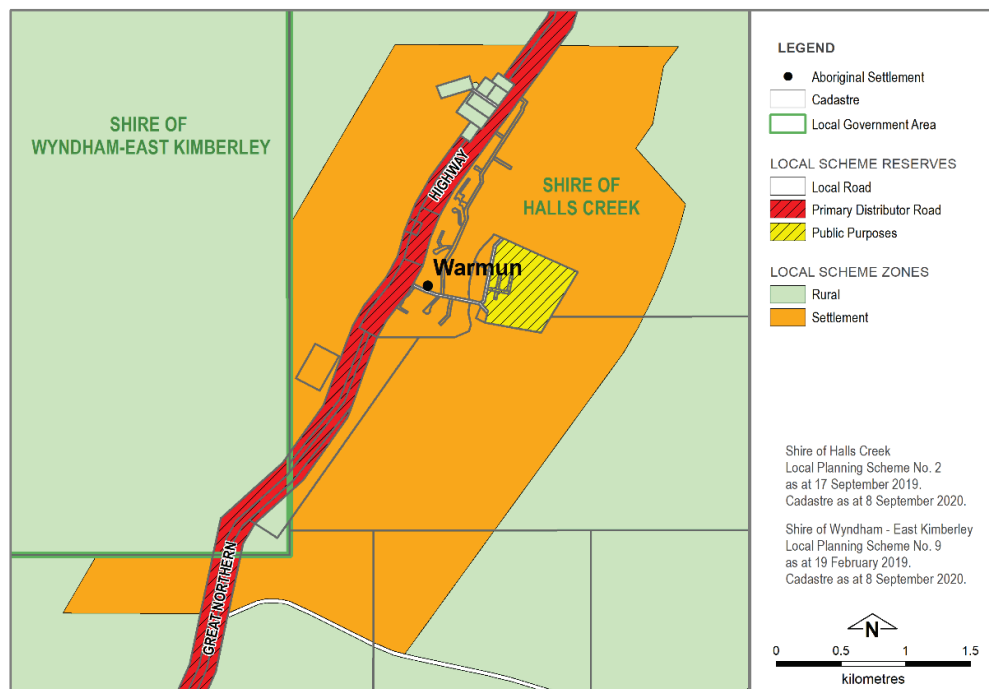 SHIRE OF
WYNDHAM-EAST KIMBERLEY
HIGHWAY
SHIRE OF
HALLS CREEK
Warmun
GREAT NORTHERN
LEGEND
Aboriginal Settlement
Cadastre
Local Government Area
LOCAL SCHEME RESERVES
Local Road
Primary Distributor Road
Public Purposes
LOCAL SCHEME ZONES
Rural
Settlement
Shire of Halls Creek
Local Planning Scheme No. 2
as at 17 September 2019.
Cadastre as at 8 September 2020.
Shire of Wyndham - East Kimberley
Local Planning Scheme No. 9
as at 19 February 2019.
Cadastre as at 8 September 2020.
N
0 0.5 1 1.5
kilometres